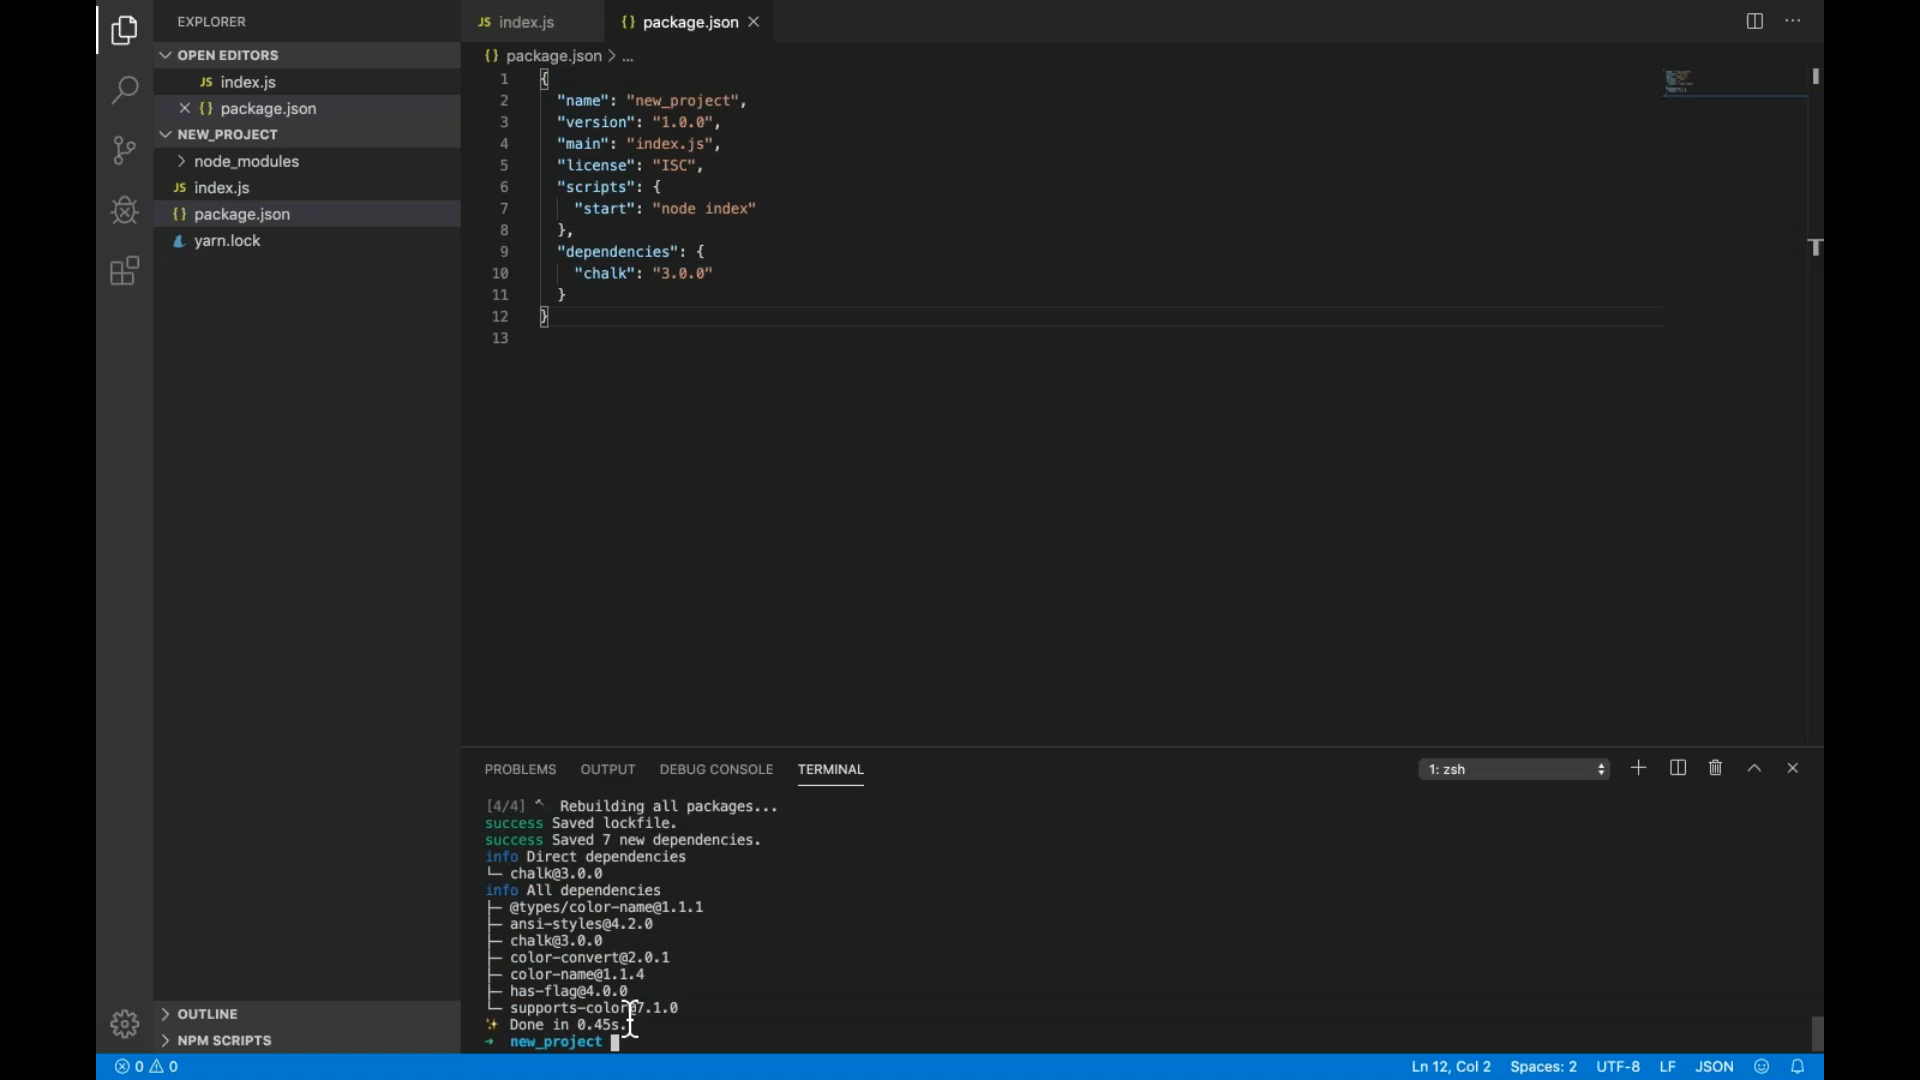 EXPLORER
OPEN EDITORS
JS index.js
{} package.json
NEW_PROJECT
node_modules
JS index.js
{} package.json
yarn.lock
OUTLINE
NPM SCRIPTS
JS index.js
{} package.json
{} package.json > ...
1 {
2 "name": "new_project",
3 "version": "1.0.0",
4 "main": "index.js",
5 "license": "ISC",
6 "scripts": {
7 "start": "node index"
8 },
9 "dependencies": {
10 "chalk": "3.0.0"
11 }
12 }
13
PROBLEMS OUTPUT DEBUG CONSOLE TERMINAL
1: zsh
[4/4] Rebuilding all packages...
success Saved lockfile.
success Saved 7 new dependencies.
info Direct dependencies
└─ chalk@3.0.0
info All dependencies
├─ @types/color-name@1.1.1
├─ ansi-styles@4.2.0
├─ chalk@3.0.0
├─ color-convert@2.0.1
├─ color-name@1.1.4
├─ has-flag@4.0.0
└─ supports-color@7.1.0
✨ Done in 0.45s.
→ new_project
0 0
Ln 12, Col 2 Spaces: 2 UTF-8 LF JSON